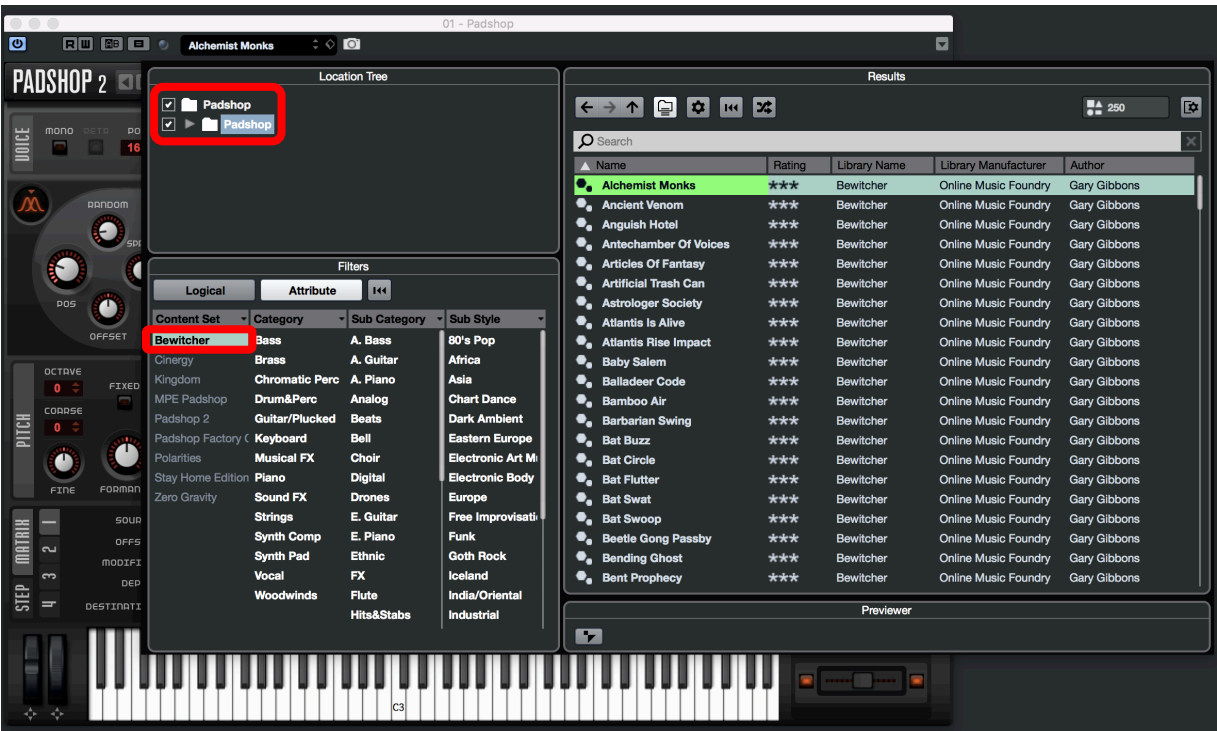 01 - Padshop
R W AB Alchemist Monks
PADSHOP 2
VOICE
MONO RETR PO
16
RANDOM
SPR
POS
OFFSET
PITCH
OCTAVE
0 FIXED
COARSE
0
FINE FORMAN
STEP MATRIX
1 2 3 4
SOUR
OFFS
MODIFI
DEP
DESTINATI
C3
Location Tree
Padshop
Padshop
Filters
Logical Attribute
Content Set Category Sub Category Sub Style
Bewitcher Bass A. Bass 80's Pop
Cinergy Brass A. Guitar Africa
Kingdom Chromatic Perc A. Piano Asia
MPE Padshop Drum&Perc Analog Chart Dance
Padshop 2 Guitar/Plucked Beats Dark Ambient
Padshop Factory C Keyboard Bell Eastern Europe
Polarities Musical FX Choir Electronic Art Mu
Stay Home Edition Piano Digital Electronic Body
Zero Gravity Sound FX Drones Europe
Strings E. Guitar Free Improvisati
Synth Comp E. Piano Funk
Synth Pad Ethnic Goth Rock
Vocal FX Iceland
Woodwinds Flute India/Oriental
Hits&Stabs Industrial
Results
250
Search
Name Rating Library Name Library Manufacturer Author
Alchemist Monks *** Bewitcher Online Music Foundry Gary Gibbons
Ancient Venom *** Bewitcher Online Music Foundry Gary Gibbons
Anguish Hotel *** Bewitcher Online Music Foundry Gary Gibbons
Antechamber Of Voices *** Bewitcher Online Music Foundry Gary Gibbons
Articles Of Fantasy *** Bewitcher Online Music Foundry Gary Gibbons
Artificial Trash Can *** Bewitcher Online Music Foundry Gary Gibbons
Astrologer Society *** Bewitcher Online Music Foundry Gary Gibbons
Atlantis Is Alive *** Bewitcher Online Music Foundry Gary Gibbons
Atlantis Rise Impact *** Bewitcher Online Music Foundry Gary Gibbons
Baby Salem *** Bewitcher Online Music Foundry Gary Gibbons
Balladeer Code *** Bewitcher Online Music Foundry Gary Gibbons
Bamboo Air *** Bewitcher Online Music Foundry Gary Gibbons
Barbarian Swing *** Bewitcher Online Music Foundry Gary Gibbons
Bat Buzz *** Bewitcher Online Music Foundry Gary Gibbons
Bat Circle *** Bewitcher Online Music Foundry Gary Gibbons
Bat Flutter *** Bewitcher Online Music Foundry Gary Gibbons
Bat Swat *** Bewitcher Online Music Foundry Gary Gibbons
Bat Swoop *** Bewitcher Online Music Foundry Gary Gibbons
Beetle Gong Passby *** Bewitcher Online Music Foundry Gary Gibbons
Bending Ghost *** Bewitcher Online Music Foundry Gary Gibbons
Bent Prophecy *** Bewitcher Online Music Foundry Gary Gibbons
Previewer